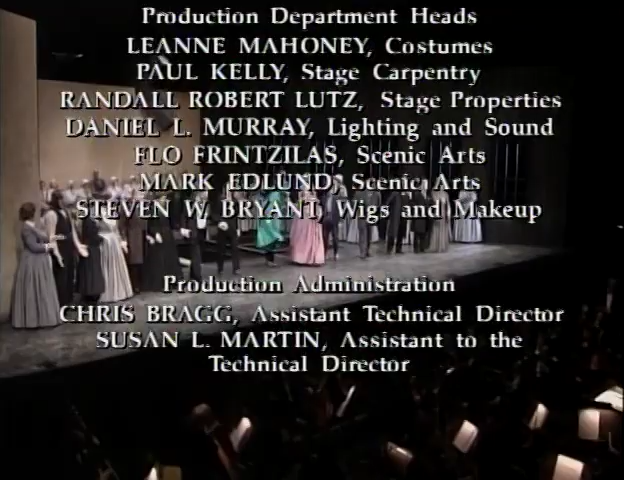 Production Department Heads
LEANNE MAHONEY, Costumes
PAUL KELLY, Stage Carpentry
RANDALL ROBERT LUTZ, Stage Properties
DANIEL L. MURRAY, Lighting and Sound
FLO FRINTZILAS, Scenic Arts
MARK EDLUND, Scenic Arts
STEVEN W. BRYANT, Wigs and Makeup
Production Administration
CHRIS BRAGG, Assistant Technical Director
SUSAN L. MARTIN, Assistant to the
Technical Director